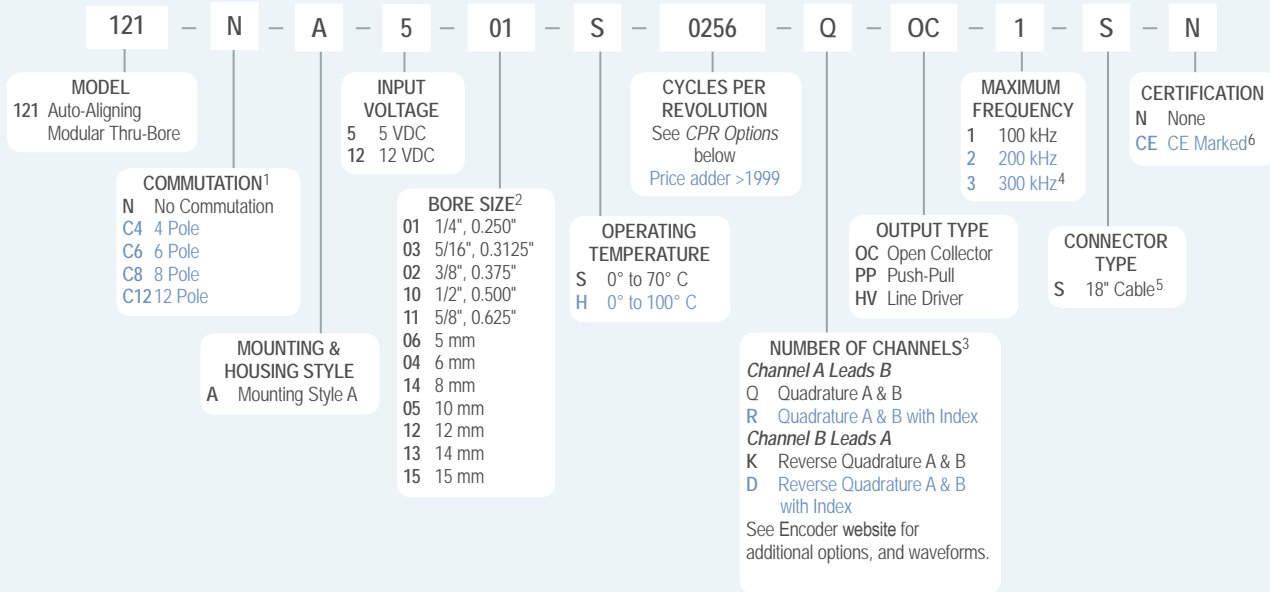 121 – N – A – 5 – 01 – S – 0256 – Q – OC – 1 – S – N
MODEL
121 Auto-Aligning
Modular Thru-Bore
COMMUTATION1
N No Commutation
C4 4 Pole
C6 6 Pole
C8 8 Pole
C12 12 Pole
MOUNTING &
HOUSING STYLE
A Mounting Style A
INPUT
VOLTAGE
5 5 VDC
12 12 VDC
BORE SIZE2
01 1/4", 0.250"
03 5/16", 0.3125"
02 3/8", 0.375"
10 1/2", 0.500"
11 5/8", 0.625"
06 5 mm
04 6 mm
14 8 mm
05 10 mm
12 12 mm
13 14 mm
15 15 mm
OPERATING
TEMPERATURE
S 0° to 70° C
H 0° to 100° C
CYCLES PER
REVOLUTION
See CPR Options
below
Price adder >1999
NUMBER OF CHANNELS3
Channel A Leads B
Q Quadrature A & B
R Quadrature A & B with Index
Channel B Leads A
K Reverse Quadrature A & B
D Reverse Quadrature A & B
with Index
See Encoder website for
additional options, and waveforms.
OUTPUT TYPE
OC Open Collector
PP Push-Pull
HV Line Driver
MAXIMUM
FREQUENCY
1 100 kHz
2 200 kHz
3 300 kHz4
CONNECTOR
TYPE
S 18" Cable5
CERTIFICATION
N None
CE CE Marked6